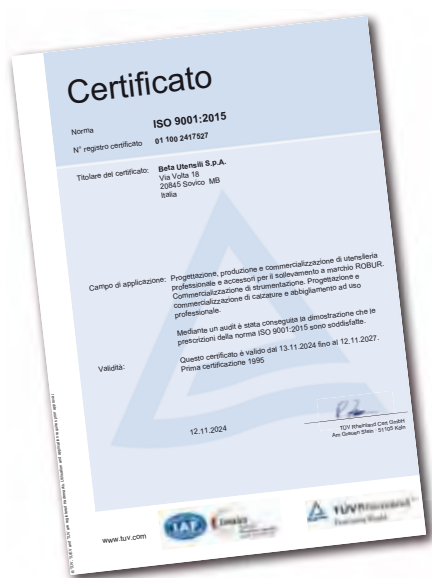 Certificato
Norma ISO 9001:2015
N° registro certificato 01 100 2417527
Titolare del certificato: Beta Utensili S.p.A.
Via Volta 18
20845 Sovico MB
Italia
Campo di applicazione: Progettazione, produzione e commercializzazione di utensileria
professionale e accessori per il sollevamento a marchio ROBUR.
Commercializzazione di strumentazione. Progettazione e
commercializzazione di calzature e abbigliamento ad uso
professionale.
Mediante un audit è stata conseguita la dimostrazione che le
prescrizioni della norma ISO 9001:2015 sono soddisfatte.
Validità: Questo certificato è valido dal 13.11.2024 fino al 12.11.2027.
Prima certificazione 1995
12.11.2024
TÜV Rheinland Cert GmbH
Am Grauen Stein · 51105 Köln
www.tuv.com
IAF
TÜVRheinland